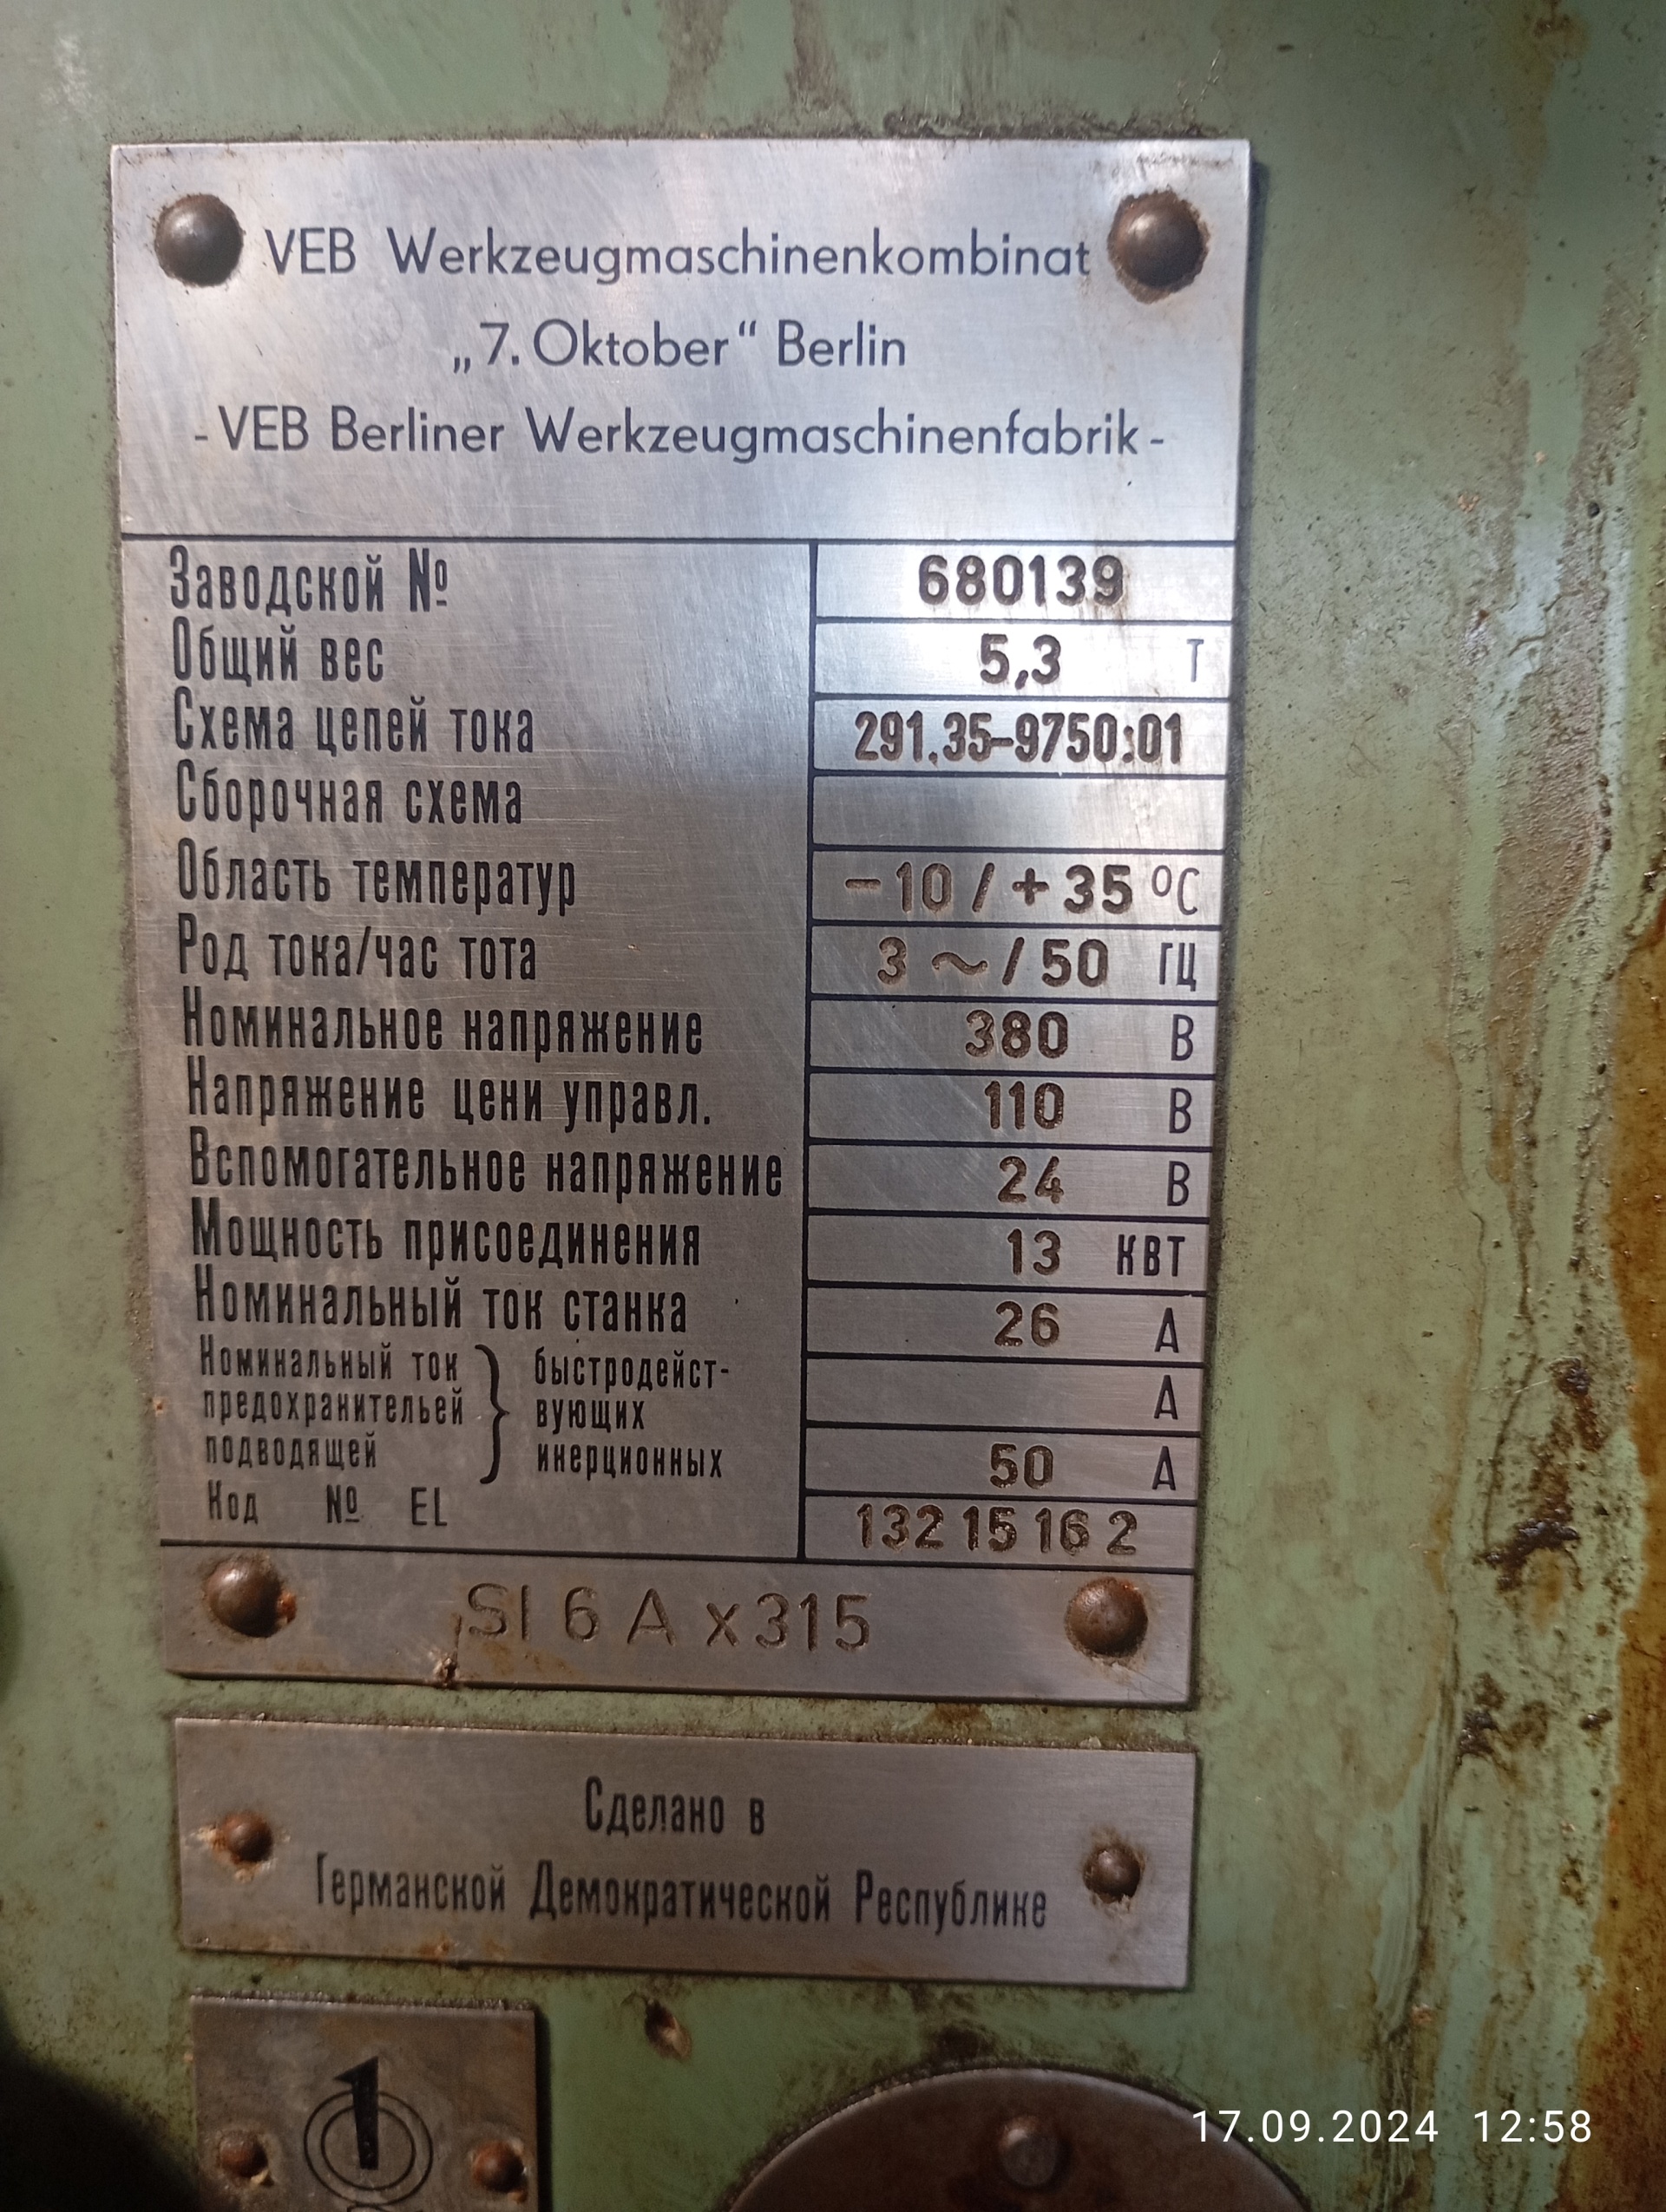 VEB Werkzeugmaschinenkombinat
„7. Oktober“ Berlin
-VEB Berliner Werkzeugmaschinenfabrik-
Заводской № 680139
Общий вес 5,3 Т
Схема цепей тока 291.35-9750:01
Сборочная схема
Область температур -10 / +35 °C
Род тока/час тота 3 ~ / 50 ГЦ
Номинальное напряжение 380 В
Напряжение цени управл. 110 В
Вспомогательное напряжение 24 В
Мощность присоединения 13 КВТ
Номинальный ток станка 26 А
Номинальный ток быстродейст-
предохранительей вующих А
подводящей инерционных 50 А
Код № EL 132 15 16 2
SI 6 A x315
Сделано в
Германской Демократической Республике
1
17.09.2024 12:58